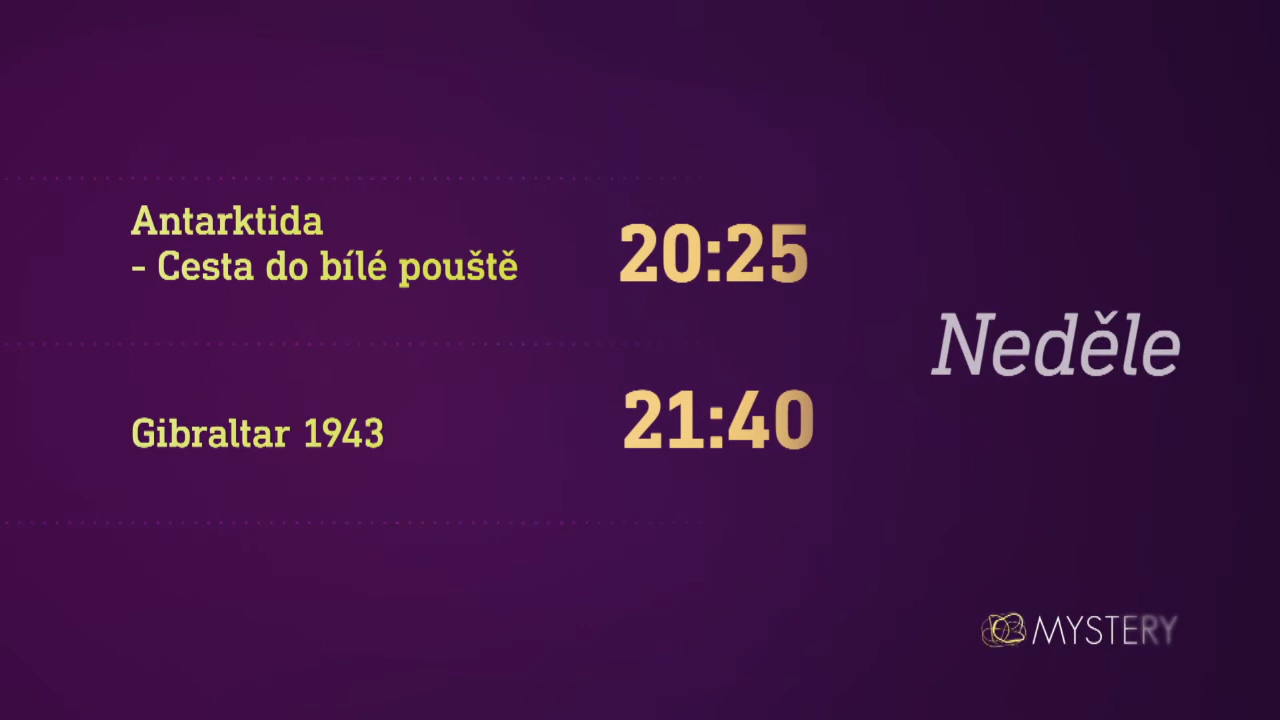 Antarktida
- Cesta do bílé pouště
20:25
Gibraltar 1943
21:40
Neděle
MYSTERY